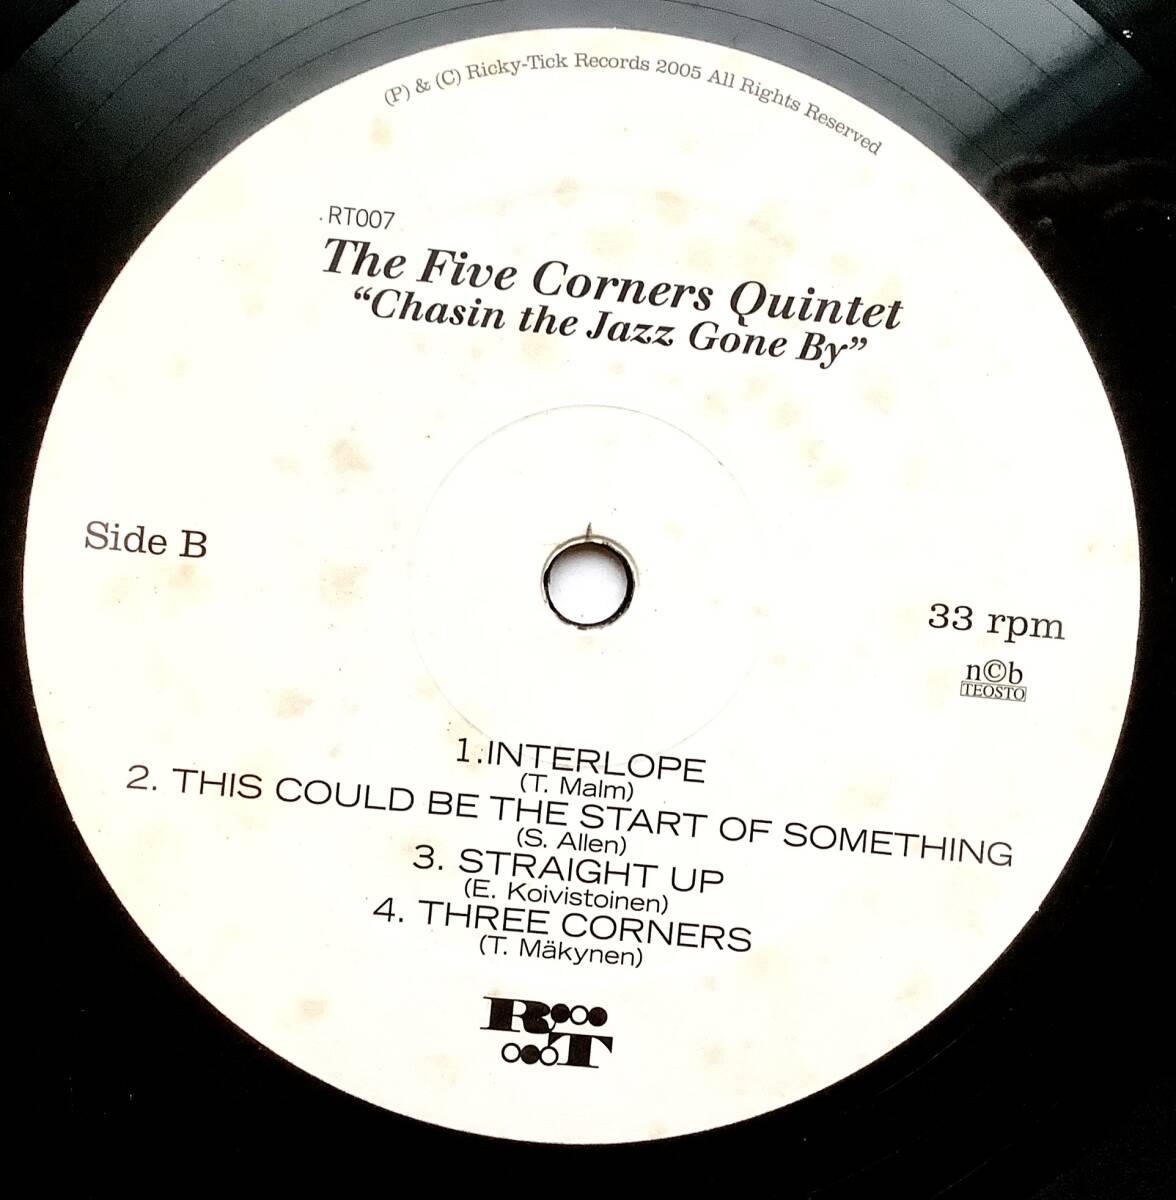 (P) & (C) Ricky-Tick Records 2005 All Rights Reserved
.RT007
The Five Corners Quintet
“Chasin the Jazz Gone By”
Side B
33 rpm
n©b
TEOSTO
1.INTERLOPE
(T. Malm)
2. THIS COULD BE THE START OF SOMETHING
(S. Allen)
3. STRAIGHT UP
(E. Koivistoinen)
4. THREE CORNERS
(T. Mäkynen)
R
T